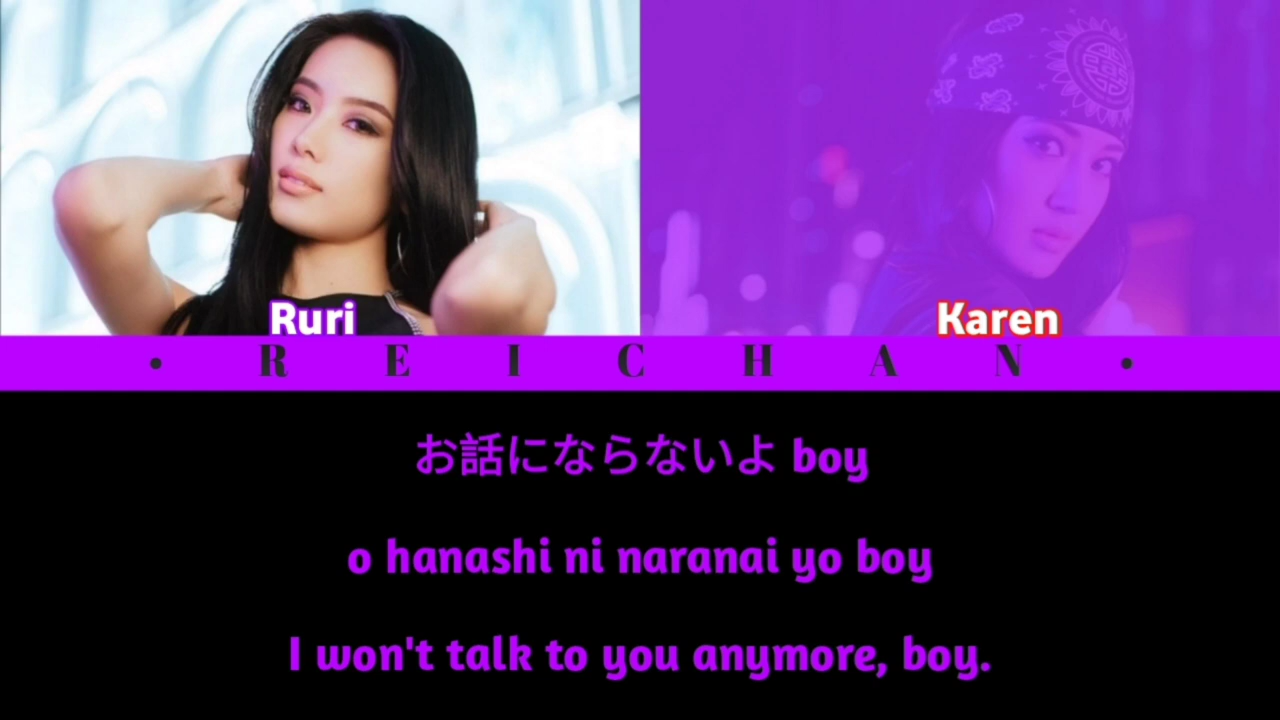 Ruri
Karen
• R E I C H A N •
お話にならないよ boy
o hanashi ni naranai yo boy
I won't talk to you anymore, boy.